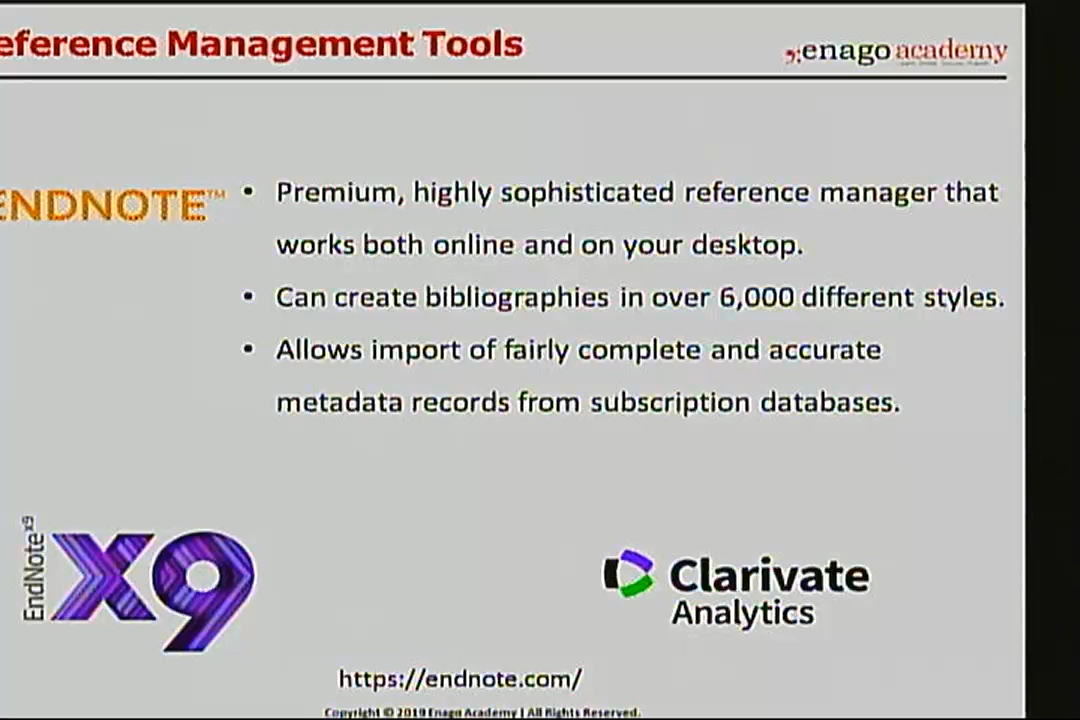 eference Management Tools
enago academy
ENDNOTE™
• Premium, highly sophisticated reference manager that
works both online and on your desktop.
• Can create bibliographies in over 6,000 different styles.
• Allows import of fairly complete and accurate
metadata records from subscription databases.
EndNote X9
X9
Clarivate
Analytics
https://endnote.com/
Copyright © 2019 Enago Academy | All Rights Reserved.